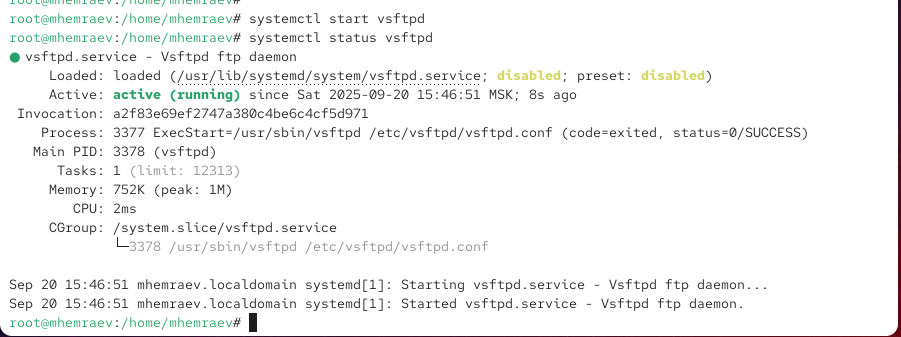 root@mhemraev:/home/mhemraev#
root@mhemraev:/home/mhemraev# systemctl start vsftpd
root@mhemraev:/home/mhemraev# systemctl status vsftpd
● vsftpd.service - Vsftpd ftp daemon
     Loaded: loaded (/usr/lib/systemd/system/vsftpd.service; disabled; preset: disabled)
     Active: active (running) since Sat 2025-09-20 15:46:51 MSK; 8s ago
 Invocation: a2f83e69ef2747a380c4be6c4cf5d971
    Process: 3377 ExecStart=/usr/sbin/vsftpd /etc/vsftpd/vsftpd.conf (code=exited, status=0/SUCCESS)
   Main PID: 3378 (vsftpd)
      Tasks: 1 (limit: 12313)
     Memory: 752K (peak: 1M)
        CPU: 2ms
     CGroup: /system.slice/vsftpd.service
             └─3378 /usr/sbin/vsftpd /etc/vsftpd/vsftpd.conf

Sep 20 15:46:51 mhemraev.localdomain systemd[1]: Starting vsftpd.service - Vsftpd ftp daemon...
Sep 20 15:46:51 mhemraev.localdomain systemd[1]: Started vsftpd.service - Vsftpd ftp daemon.
root@mhemraev:/home/mhemraev#